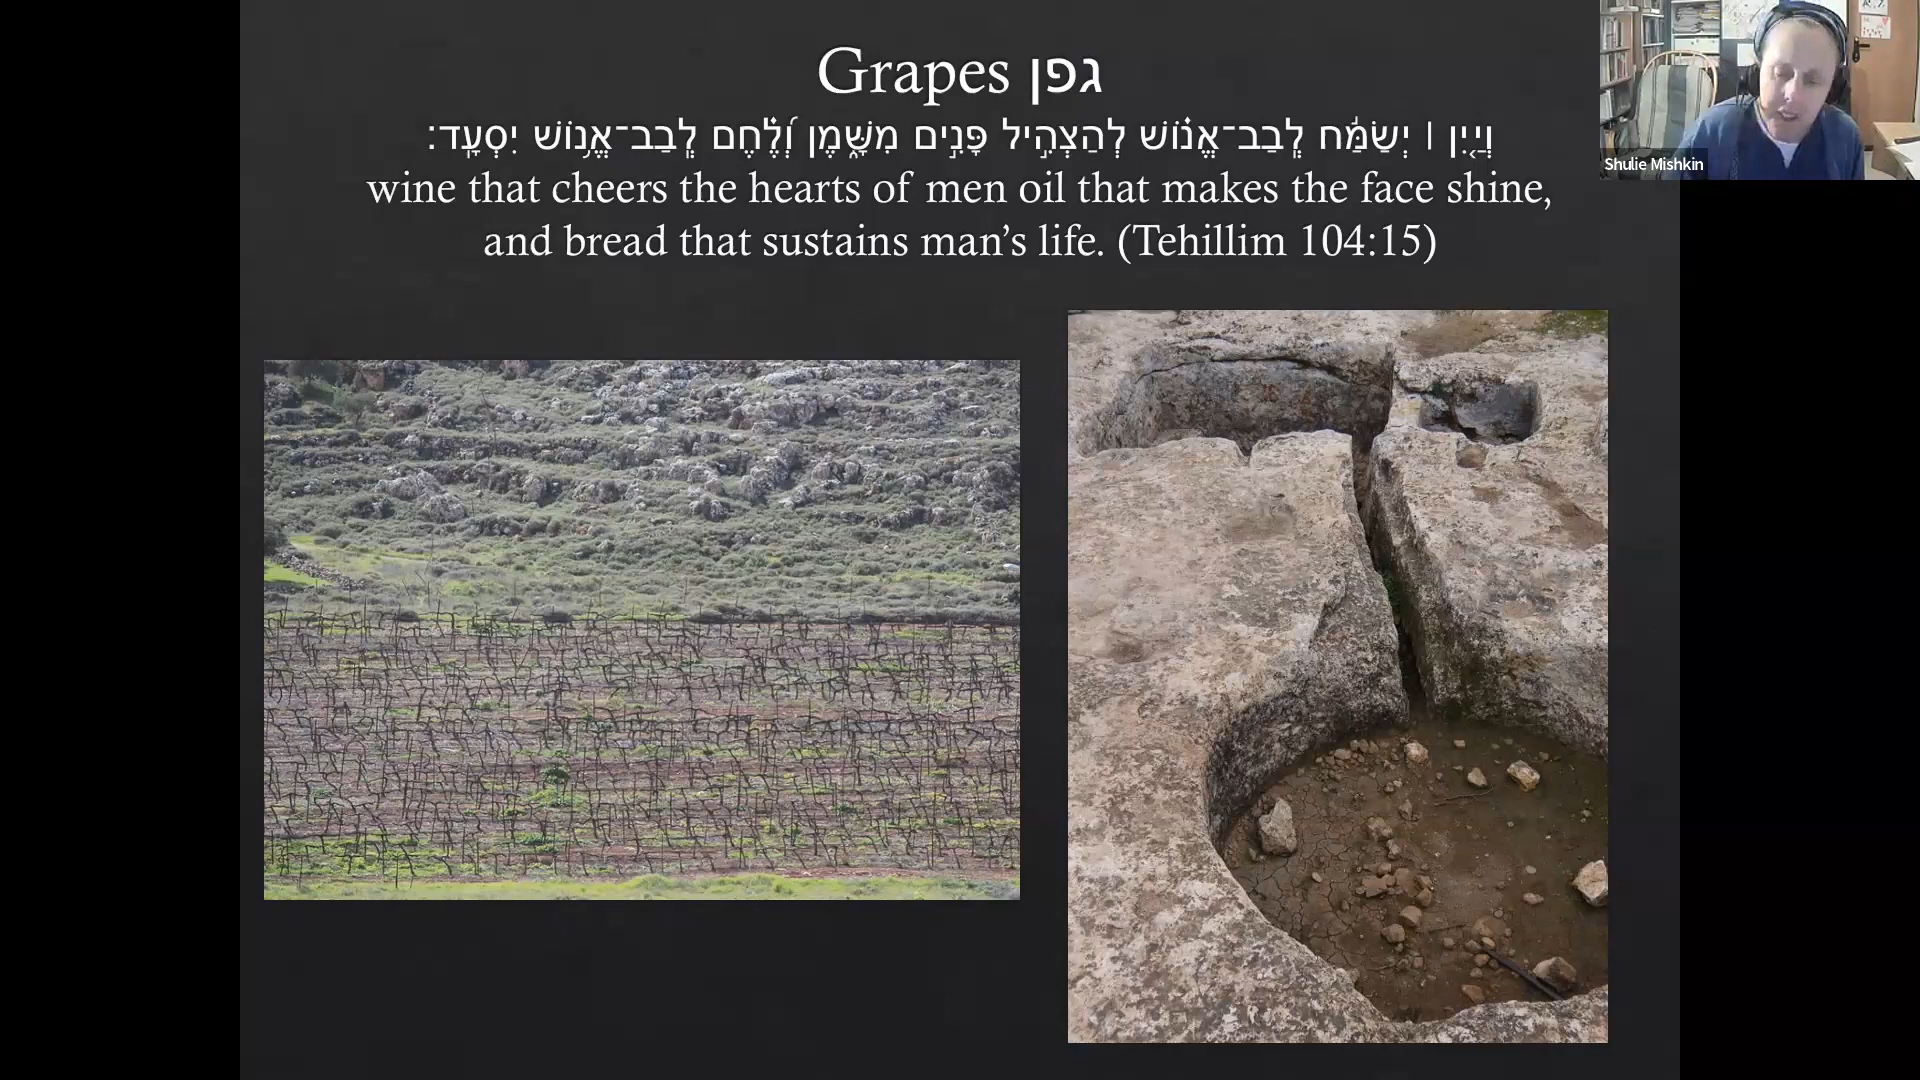 Grapes גפן
וְיַ֤יִן ׀ יְשַׂמַּ֬ח לְֽבַב־אֱנ֗וֹשׁ לְהַצְהִ֣יל פָּנִ֣ים מִשָּׁ֑מֶן וְ֝לֶ֗חֶם לְֽבַב־אֱנ֥וֹשׁ יִסְעָֽד׃
wine that cheers the hearts of men oil that makes the face shine,
and bread that sustains man’s life. (Tehillim 104:15)
Shulie Mishkin